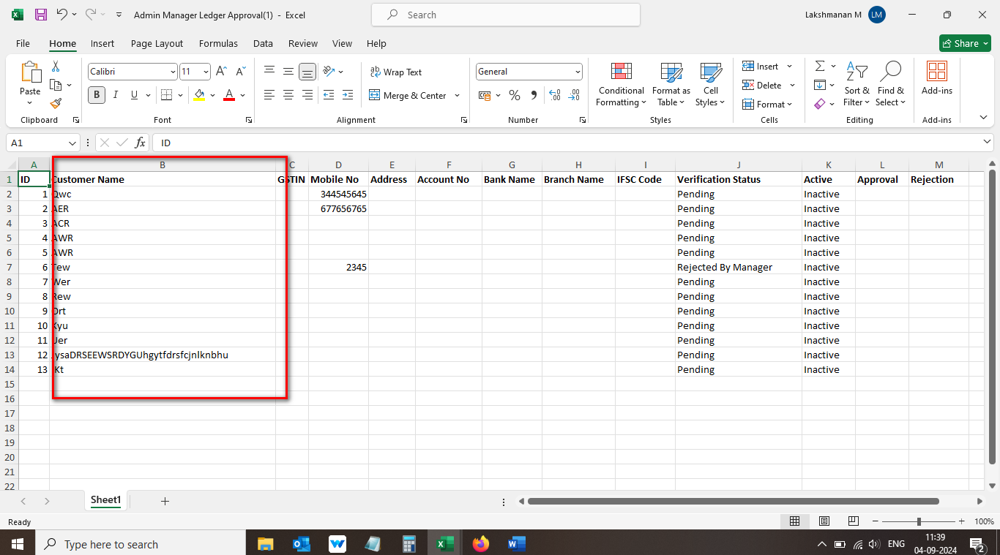 Admin Manager Ledger Approval(1) - Excel
Search
Lakshmanan M
LM
File Home Insert Page Layout Formulas Data Review View Help
Share
Paste
Clipboard
Calibri 11
B I U
Font
Wrap Text
Merge & Center
Alignment
General
Number
Conditional Formatting
Format as Table
Cell Styles
Styles
Insert
Delete
Format
Cells
Sort & Filter
Find & Select
Editing
Add-ins
Add-ins
A1 fx ID
A B C D E F G H I J K L M
1 ID Customer Name GSTIN Mobile No Address Account No Bank Name Branch Name IFSC Code Verification Status Active Approval Rejection
2 1 Qwc 344545645 Pending Inactive
3 2 AER 677656765 Pending Inactive
4 3 ACR Pending Inactive
5 4 AWR Pending Inactive
6 5 AWR Pending Inactive
7 6 Tew 2345 Rejected By Manager Inactive
8 7 Wer Pending Inactive
9 8 Rew Pending Inactive
10 9 Ort Pending Inactive
11 10 Kyu Pending Inactive
12 11 Uer Pending Inactive
13 12 ysaDRSEEWSRDYGUhgytfdrsfcjnlknbhu Pending Inactive
14 13 Kt Pending Inactive
15
16
17
18
19
20
21
22
Sheet1
Ready
100%
Type here to search
ENG
11:39
04-09-2024
2